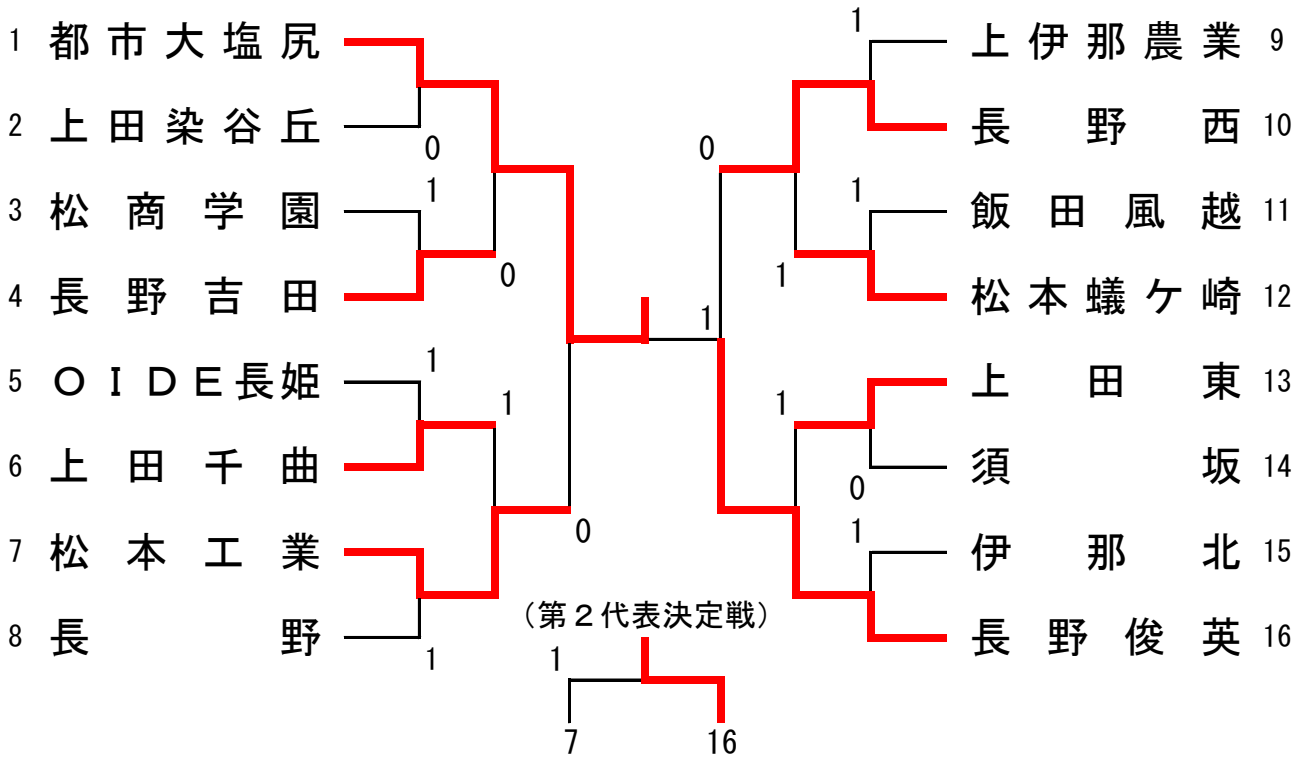 1 都市大塩尻
2 上田染谷丘
0
3 松商学園
1
4 長野吉田
0
5 ＯＩＤＥ長姫
1
6 上田千曲
1
7 松本工業
0
8 長野
1
1
上伊那農業 9
長野西 10
0
1
飯田風越 11
松本蟻ケ崎 12
1
1
上田東 13
1
須坂 14
0
伊那北 15
1
長野俊英 16
（第２代表決定戦）
1
7 16